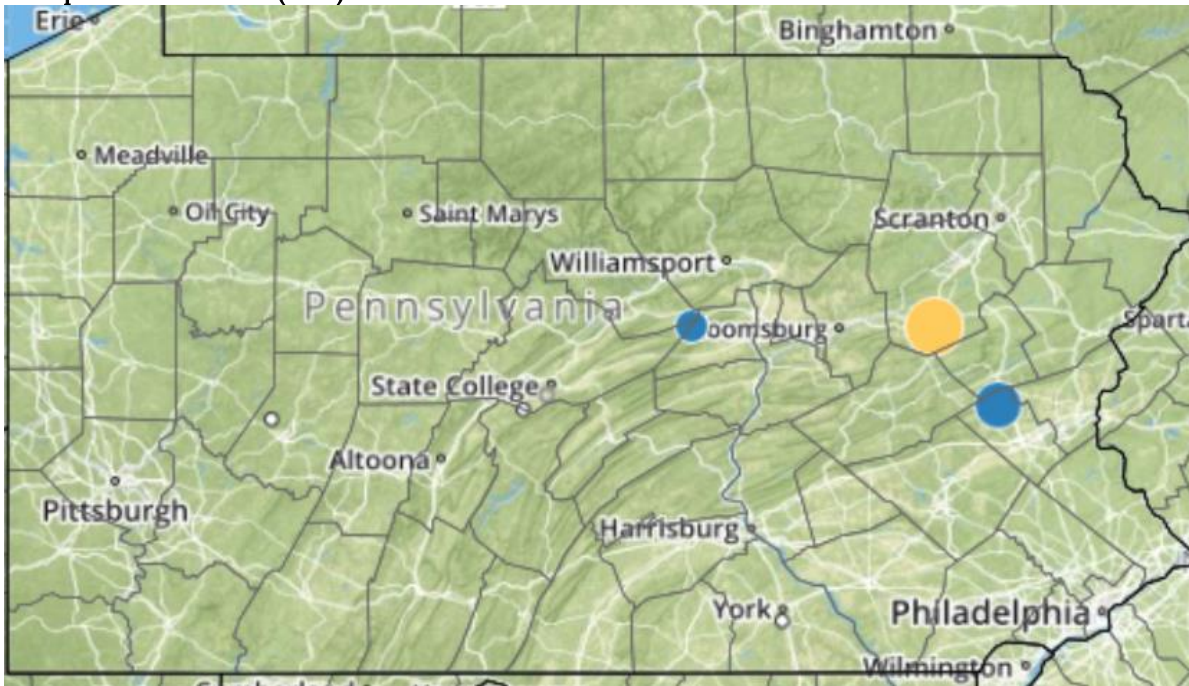 Erie
Binghamton
Meadville
Oil City
Saint Marys
Scranton
Williamsport
Pennsylvania
oomsburg
Sparta
State College
Altoona
Pittsburgh
Harrisburg
York
Philadelphia
Wilmington